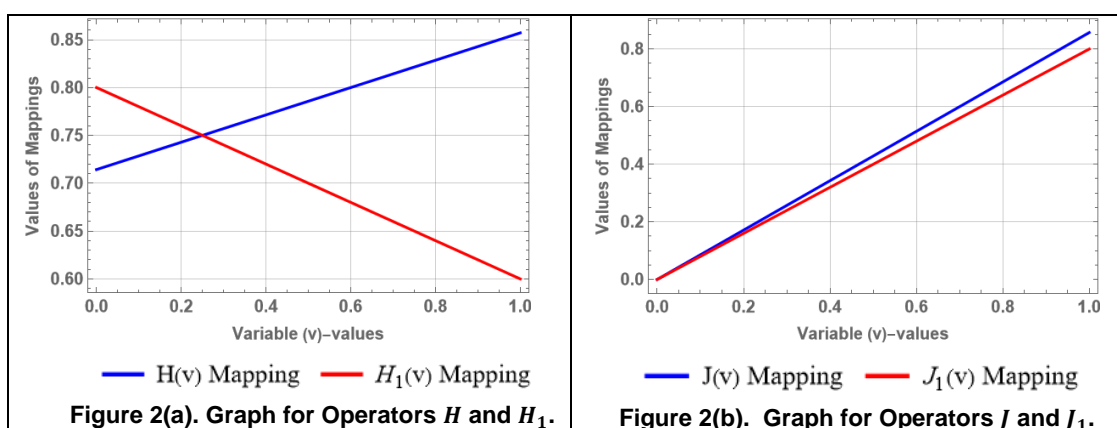 0.85
0.80
0.75
0.70
0.65
0.60
Values of Mappings
0.0 0.2 0.4 0.6 0.8 1.0
Variable (v)−values
H(v) Mapping H₁(v) Mapping
Figure 2(a). Graph for Operators H and H₁.
0.8
0.6
0.4
0.2
0.0
Values of Mappings
0.0 0.2 0.4 0.6 0.8 1.0
Variable (v)−values
J(v) Mapping J₁(v) Mapping
Figure 2(b). Graph for Operators J and J₁.